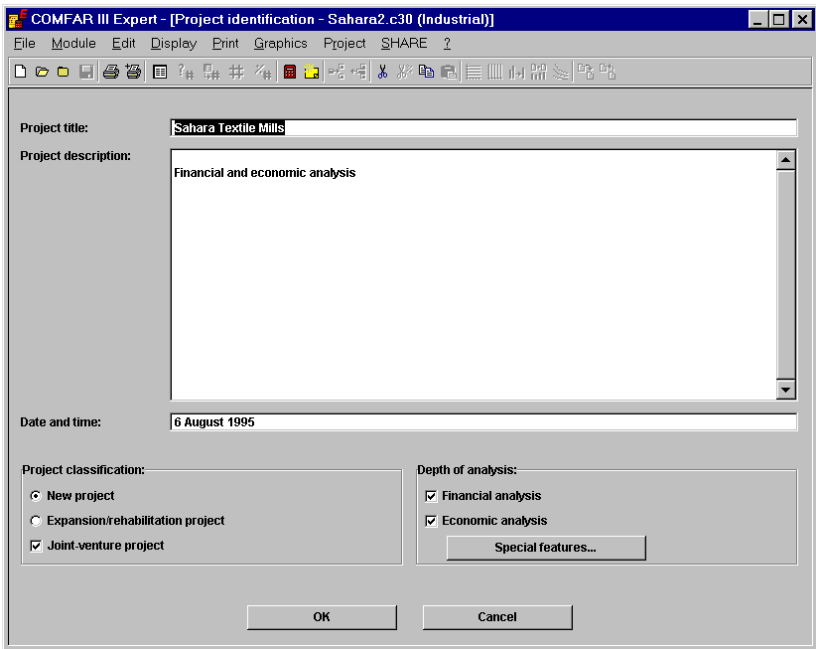 COMFAR III Expert - [Project identification - Sahara2.c30 (Industrial)]
File Module Edit Display Print Graphics Project SHARE ?
Project title: Sahara Textile Mills
Project description:
Financial and economic analysis
Date and time: 6 August 1995
Project classification: Depth of analysis:
New project Financial analysis
Expansion/rehabilitation project Economic analysis
Joint-venture project Special features...
OK Cancel